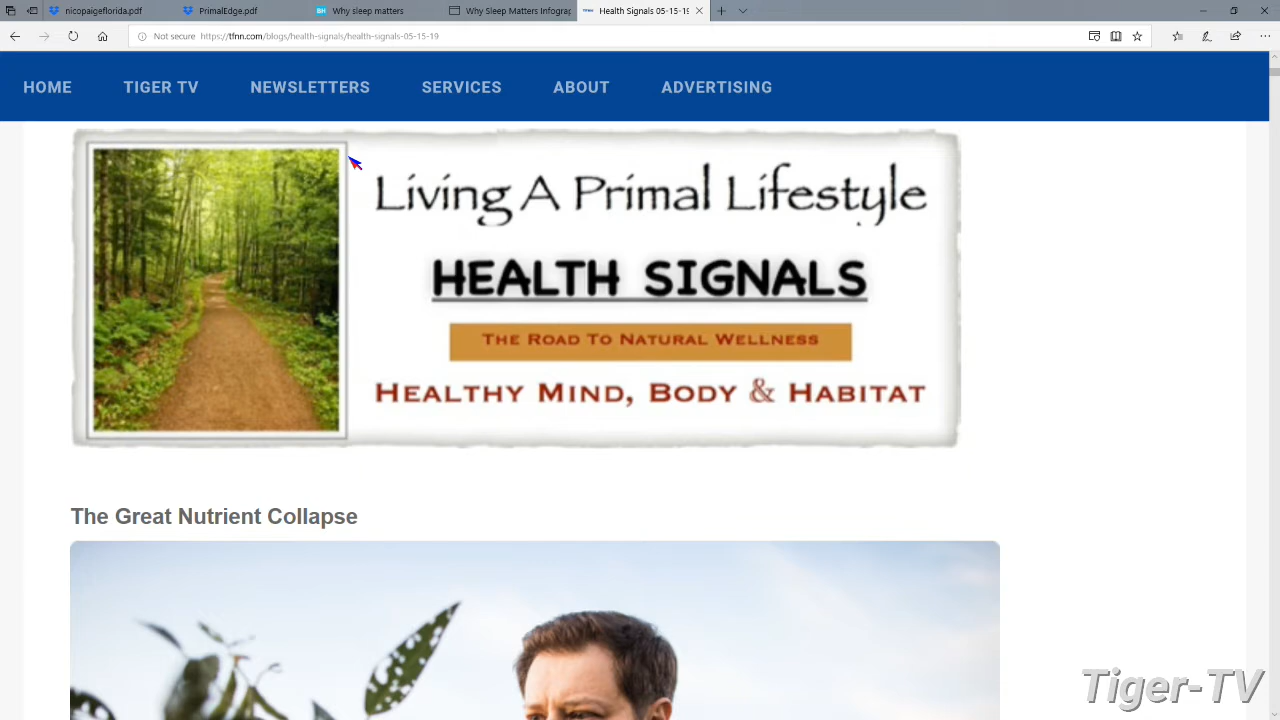 nicopaigeflorida.pdf
PrimalEdge.pdf
BH Why sleep matters
Why Sleep Matters Infograp
TFNN Health Signals 05-15-19
Not secure https://tfnn.com/blogs/health-signals/health-signals-05-15-19
HOME TIGER TV NEWSLETTERS SERVICES ABOUT ADVERTISING
Living A Primal Lifestyle
HEALTH SIGNALS
THE ROAD TO NATURAL WELLNESS
HEALTHY MIND, BODY & HABITAT
The Great Nutrient Collapse
Tiger-TV